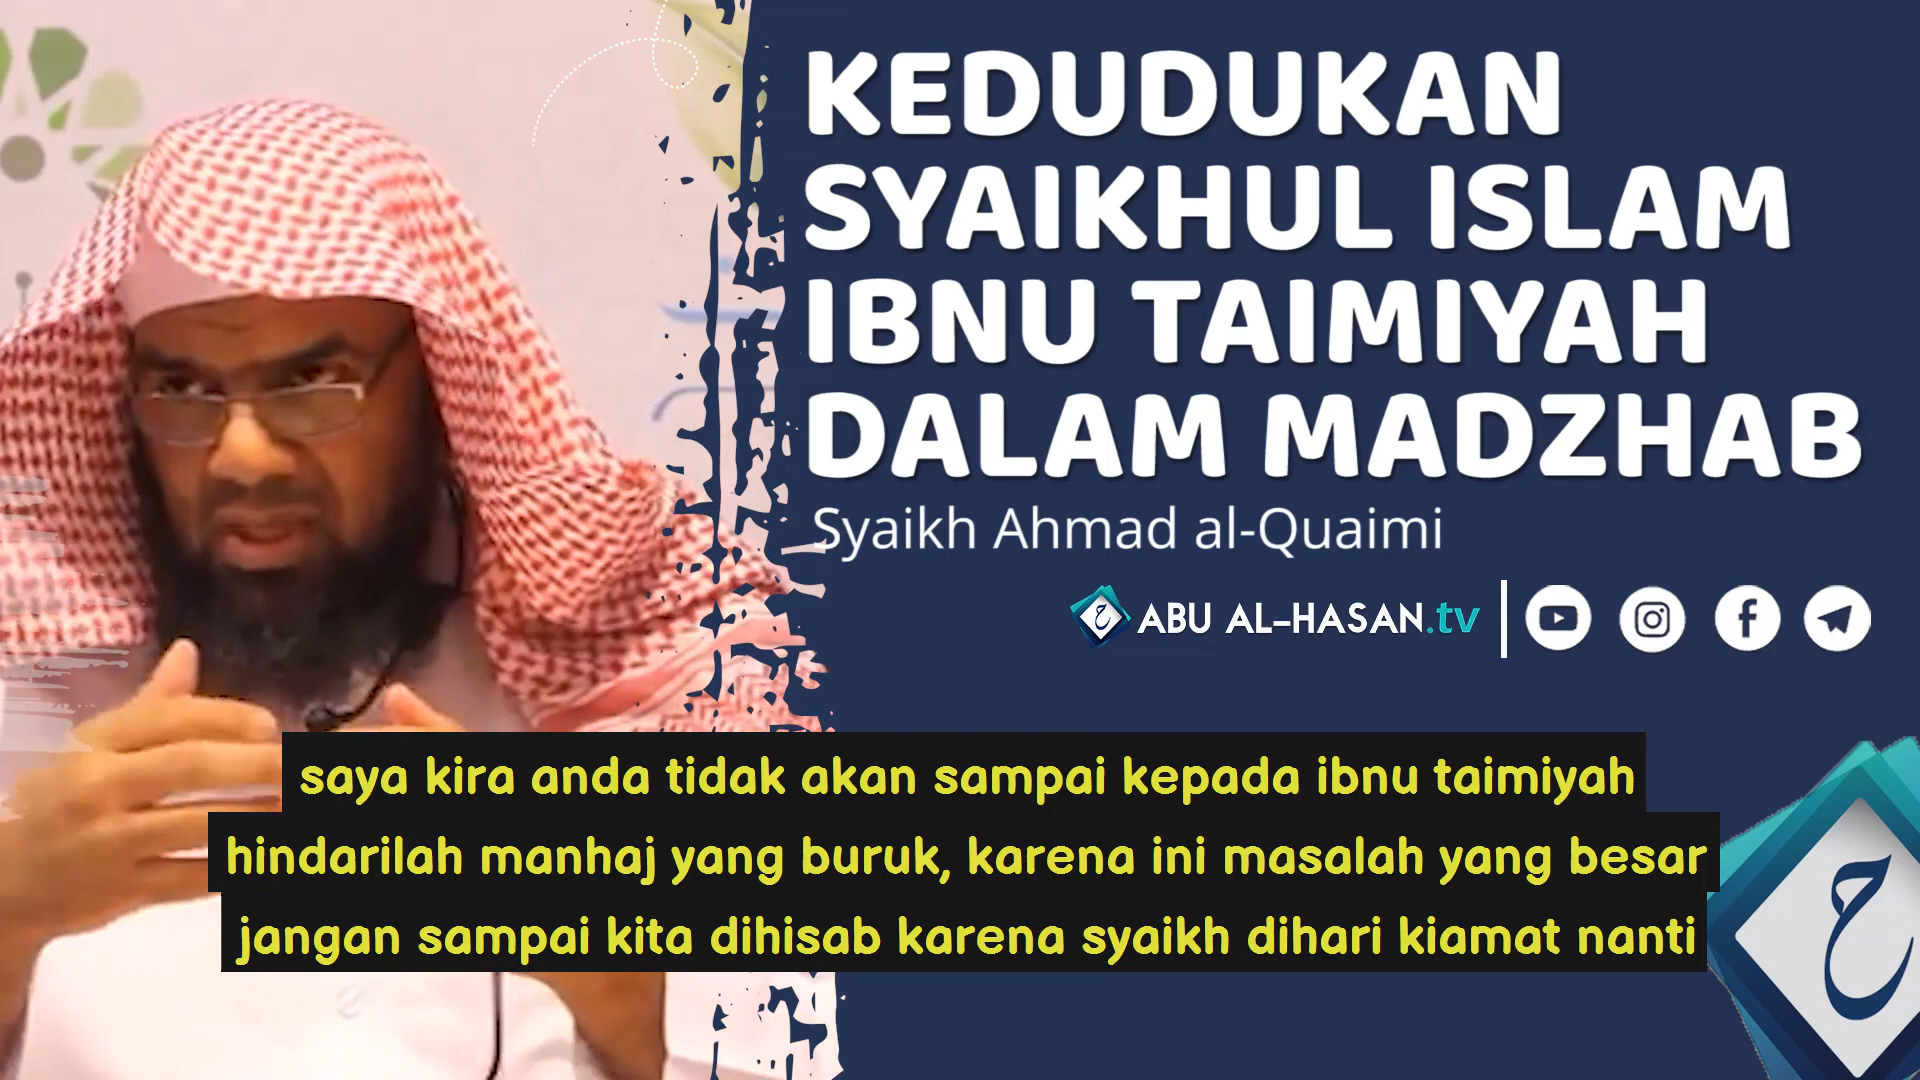 KEDUDUKAN
SYAIKHUL ISLAM
IBNU TAIMIYAH
DALAM MADZHAB
Syaikh Ahmad al-Quaimi
ABU AL-HASAN.tv
saya kira anda tidak akan sampai kepada ibnu taimiyah
hindarilah manhaj yang buruk, karena ini masalah yang besar
jangan sampai kita dihisab karena syaikh dihari kiamat nanti
ح